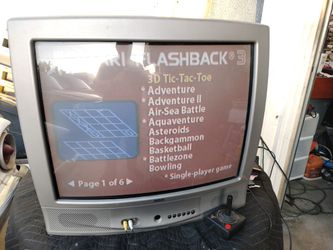 ARI FLASHBACK® 3
3D Tic-Tac-Toe
* Adventure
* Adventure II
Air-Sea Battle
* Aquaventure
Asteroids
Backgammon
Basketball
* Battlezone
Bowling
◀ Page 1 of 6 ▶
* Single-player game